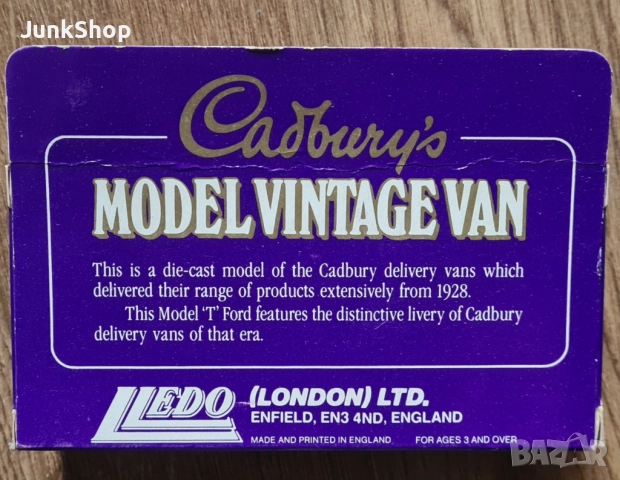 JunkShop
Cadbury's
MODEL VINTAGE VAN
This is a die-cast model of the Cadbury delivery vans which
delivered their range of products extensively from 1928.
This Model 'T' Ford features the distinctive livery of Cadbury
delivery vans of that era.
LLEDO
(LONDON) LTD.
ENFIELD, EN3 4ND, ENGLAND
MADE AND PRINTED IN ENGLAND FOR AGES 3 AND OVER
BAZAR